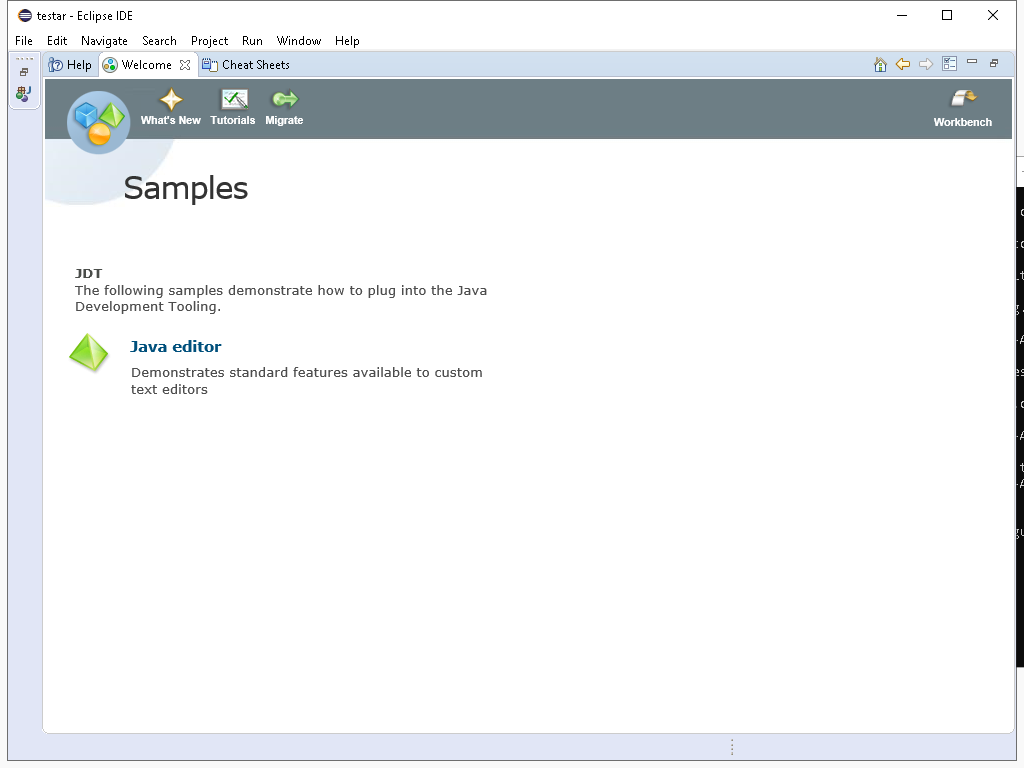 testar - Eclipse IDE
File Edit Navigate Search Project Run Window Help
Help Welcome Cheat Sheets
What's New Tutorials Migrate Workbench
Samples
JDT
The following samples demonstrate how to plug into the Java
Development Tooling.
Java editor
Demonstrates standard features available to custom
text editors